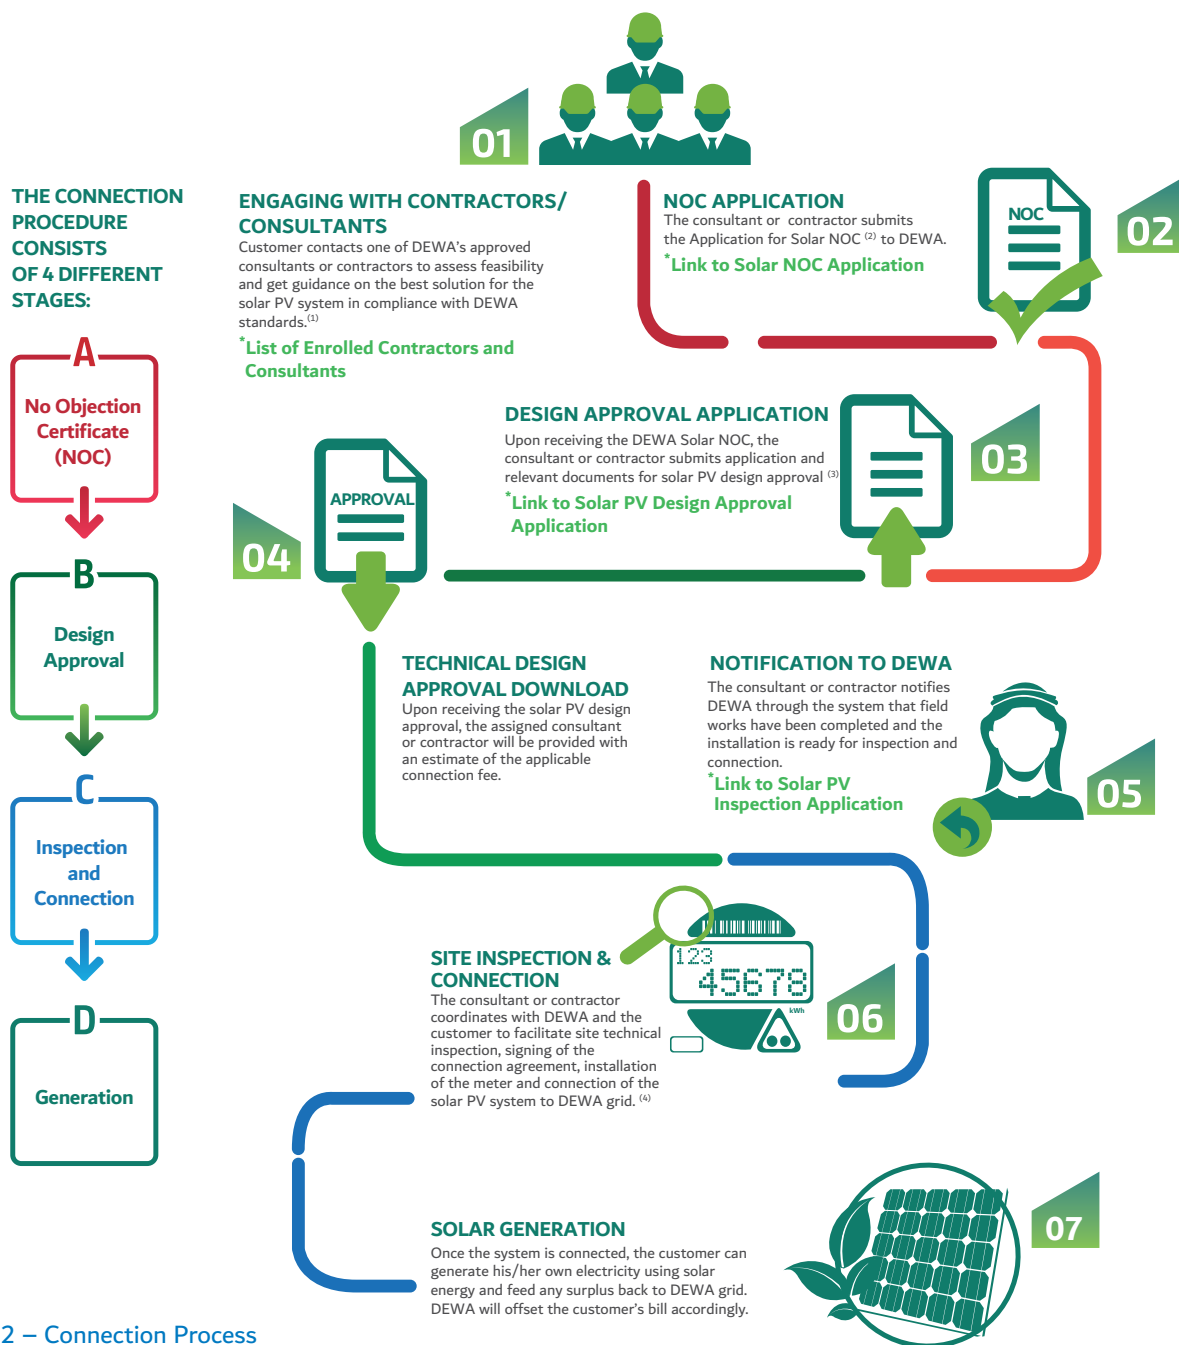 THE CONNECTION
PROCEDURE
CONSISTS
OF 4 DIFFERENT
STAGES:
A
No Objection
Certificate
(NOC)
B
Design
Approval
C
Inspection
and
Connection
D
Generation
01
ENGAGING WITH CONTRACTORS/
CONSULTANTS
Customer contacts one of DEWA's approved
consultants or contractors to assess feasibility
and get guidance on the best solution for the
solar PV system in compliance with DEWA
standards.(1)
*List of Enrolled Contractors and
Consultants
NOC APPLICATION
The consultant or contractor submits
the Application for Solar NOC (2) to DEWA.
*Link to Solar NOC Application
NOC
02
DESIGN APPROVAL APPLICATION
Upon receiving the DEWA Solar NOC, the
consultant or contractor submits application and
relevant documents for solar PV design approval (3)
*Link to Solar PV Design Approval
Application
03
04
APPROVAL
TECHNICAL DESIGN
APPROVAL DOWNLOAD
Upon receiving the solar PV design
approval, the assigned consultant
or contractor will be provided with
an estimate of the applicable
connection fee.
NOTIFICATION TO DEWA
The consultant or contractor notifies
DEWA through the system that field
works have been completed and the
installation is ready for inspection and
connection.
*Link to Solar PV
Inspection Application
05
SITE INSPECTION &
CONNECTION
The consultant or contractor
coordinates with DEWA and the
customer to facilitate site technical
inspection, signing of the
connection agreement, installation
of the meter and connection of the
solar PV system to DEWA grid. (4)
123
45678
kWh
06
SOLAR GENERATION
Once the system is connected, the customer can
generate his/her own electricity using solar
energy and feed any surplus back to DEWA grid.
DEWA will offset the customer's bill accordingly.
07
2 – Connection Process